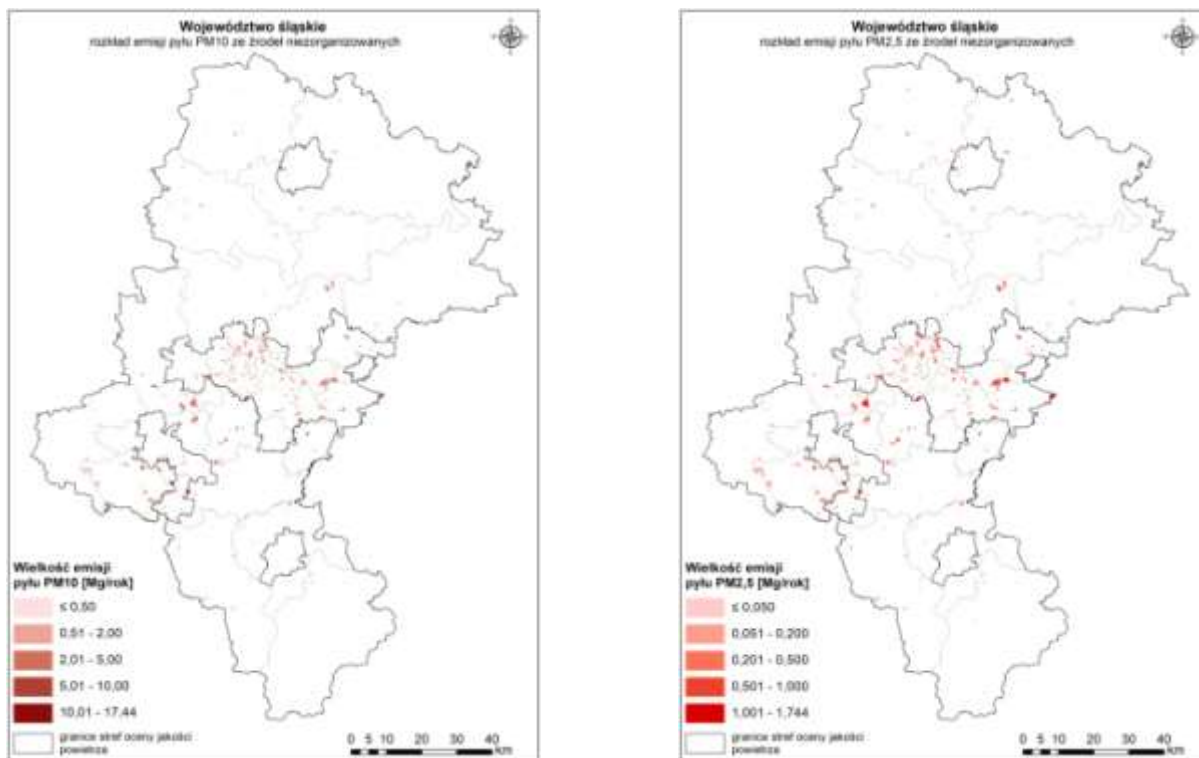 Województwo śląskie
rozkład emisji pyłu PM10 ze źródeł niezorganizowanych
Wielkość emisji
pyłu PM10 [Mg/rok]
≤ 0,50
0,51 - 2,00
2,01 - 5,00
5,01 - 10,00
10,01 - 17,44
granice stref oceny jakości
powietrza
0 5 10 20 30 40
km
Województwo śląskie
rozkład emisji pyłu PM2,5 ze źródeł niezorganizowanych
Wielkość emisji
pyłu PM2,5 [Mg/rok]
≤ 0,050
0,051 - 0,200
0,201 - 0,500
0,501 - 1,000
1,001 - 1,744
granice stref oceny jakości
powietrza
0 5 10 20 30 40
km